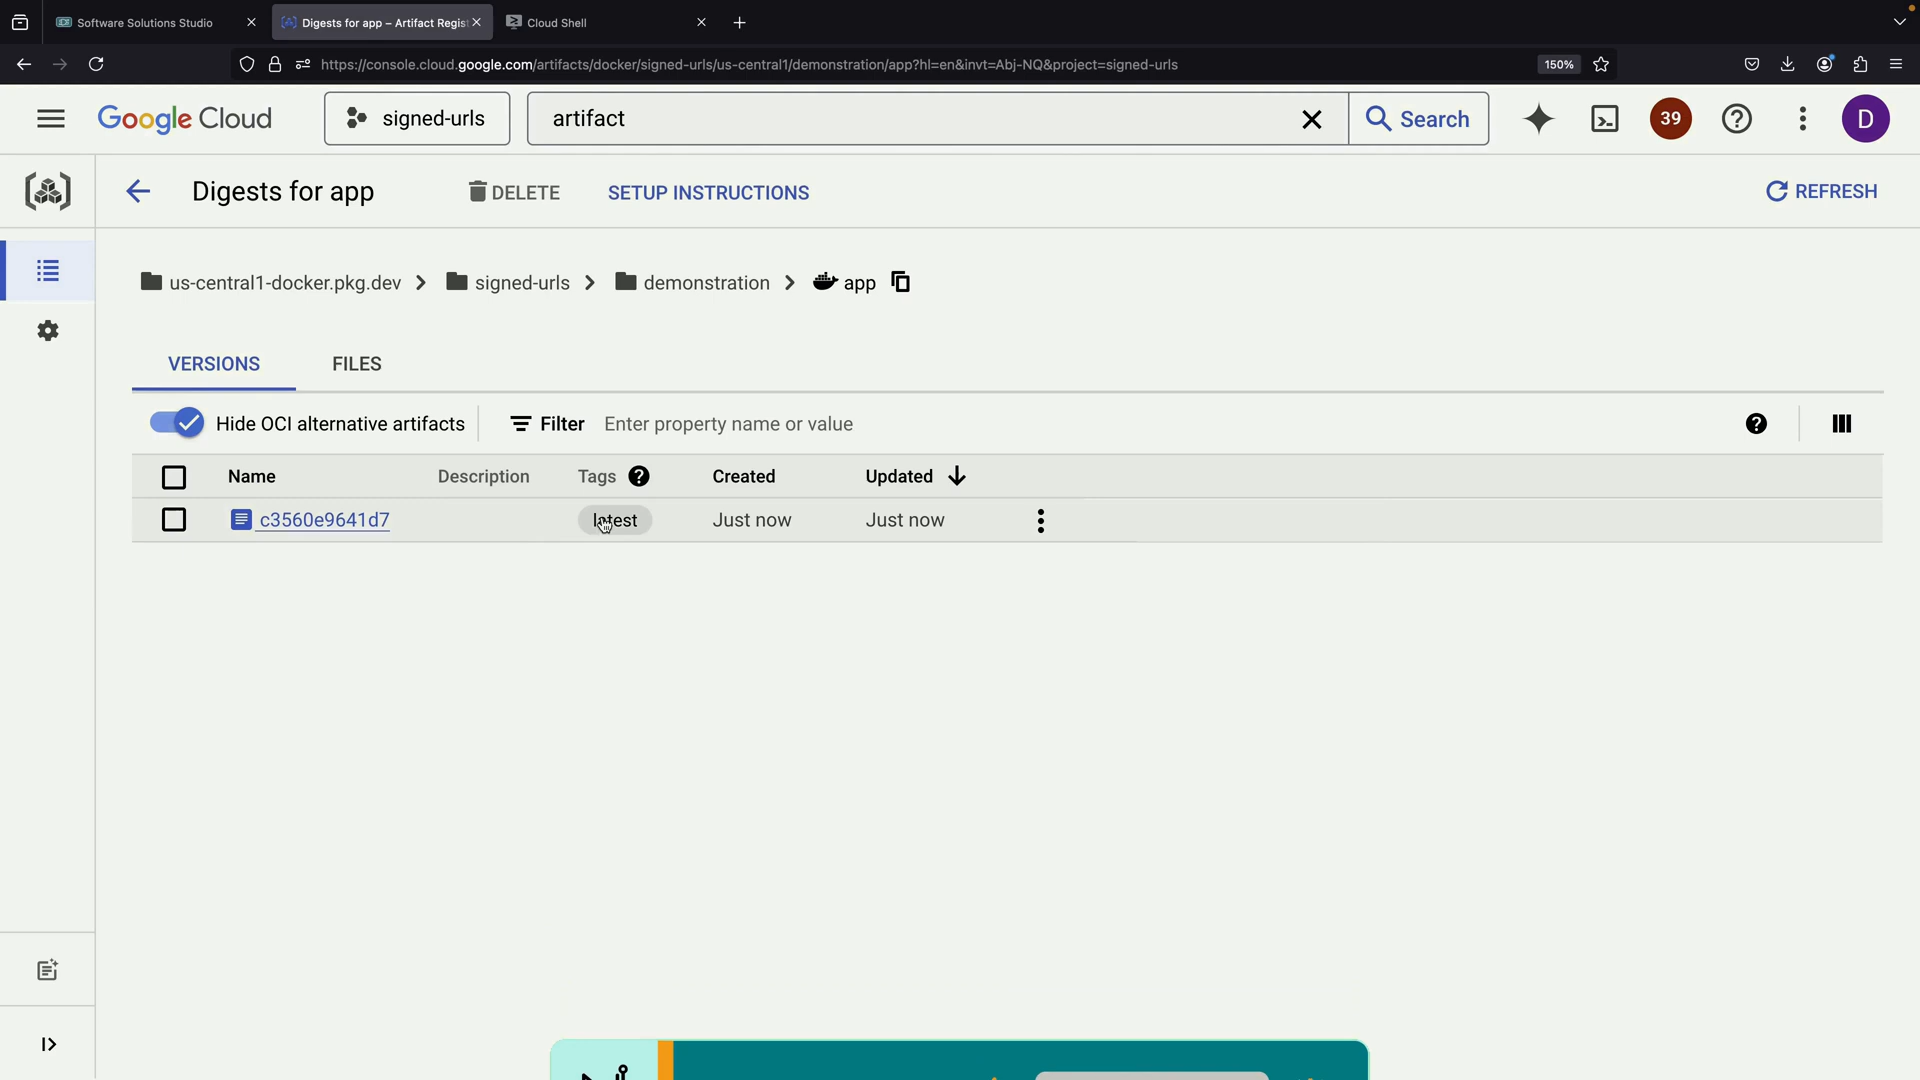 Software Solutions Studio
Digests for app – Artifact Regist
Cloud Shell
https://console.cloud.google.com/artifacts/docker/signed-urls/us-central1/demonstration/app?hl=en&invt=Abj-NQ&project=signed-urls
150%
Google Cloud
signed-urls
artifact
Search
39
D
Digests for app
DELETE
SETUP INSTRUCTIONS
REFRESH
us-central1-docker.pkg.dev
signed-urls
demonstration
app
VERSIONS
FILES
Hide OCI alternative artifacts
Filter
Enter property name or value
Name
Description
Tags
Created
Updated
c3560e9641d7
latest
Just now
Just now